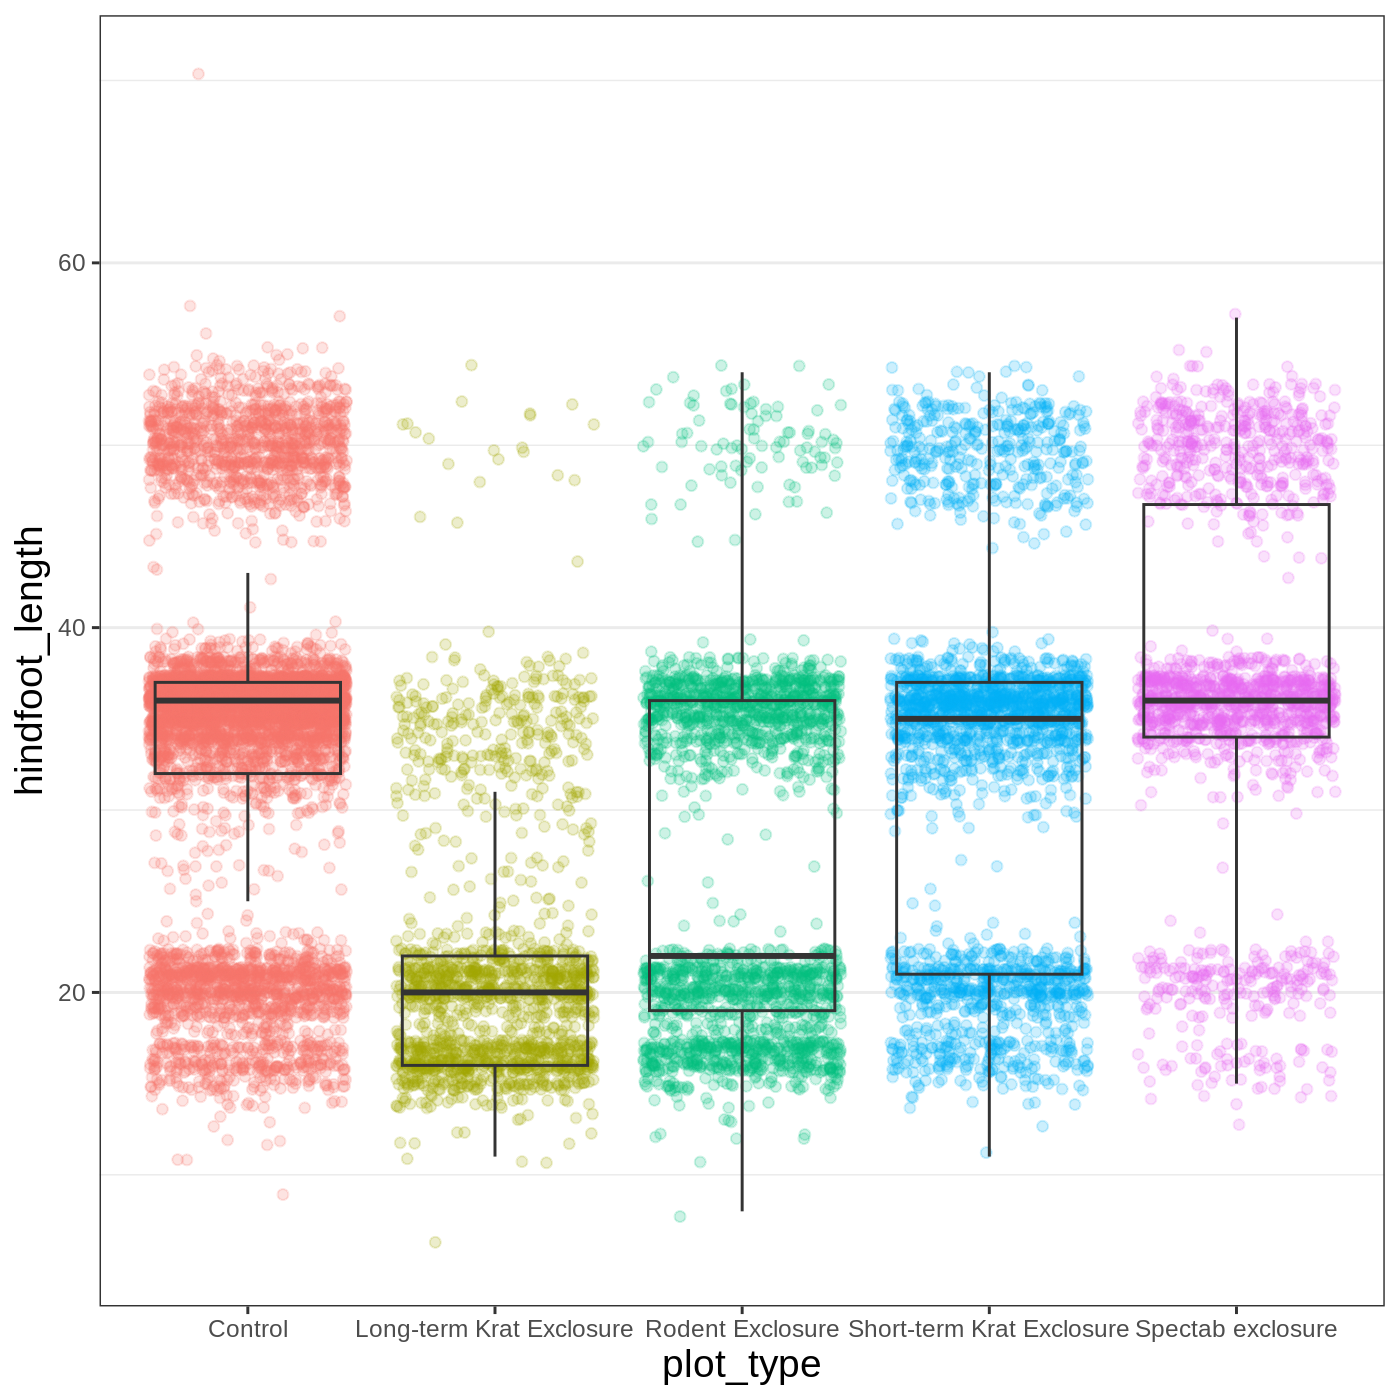 hindfoot_length
60
40
20
Control
Long-term Krat Exclosure
Rodent Exclosure
Short-term Krat Exclosure
Spectab exclosure
plot_type